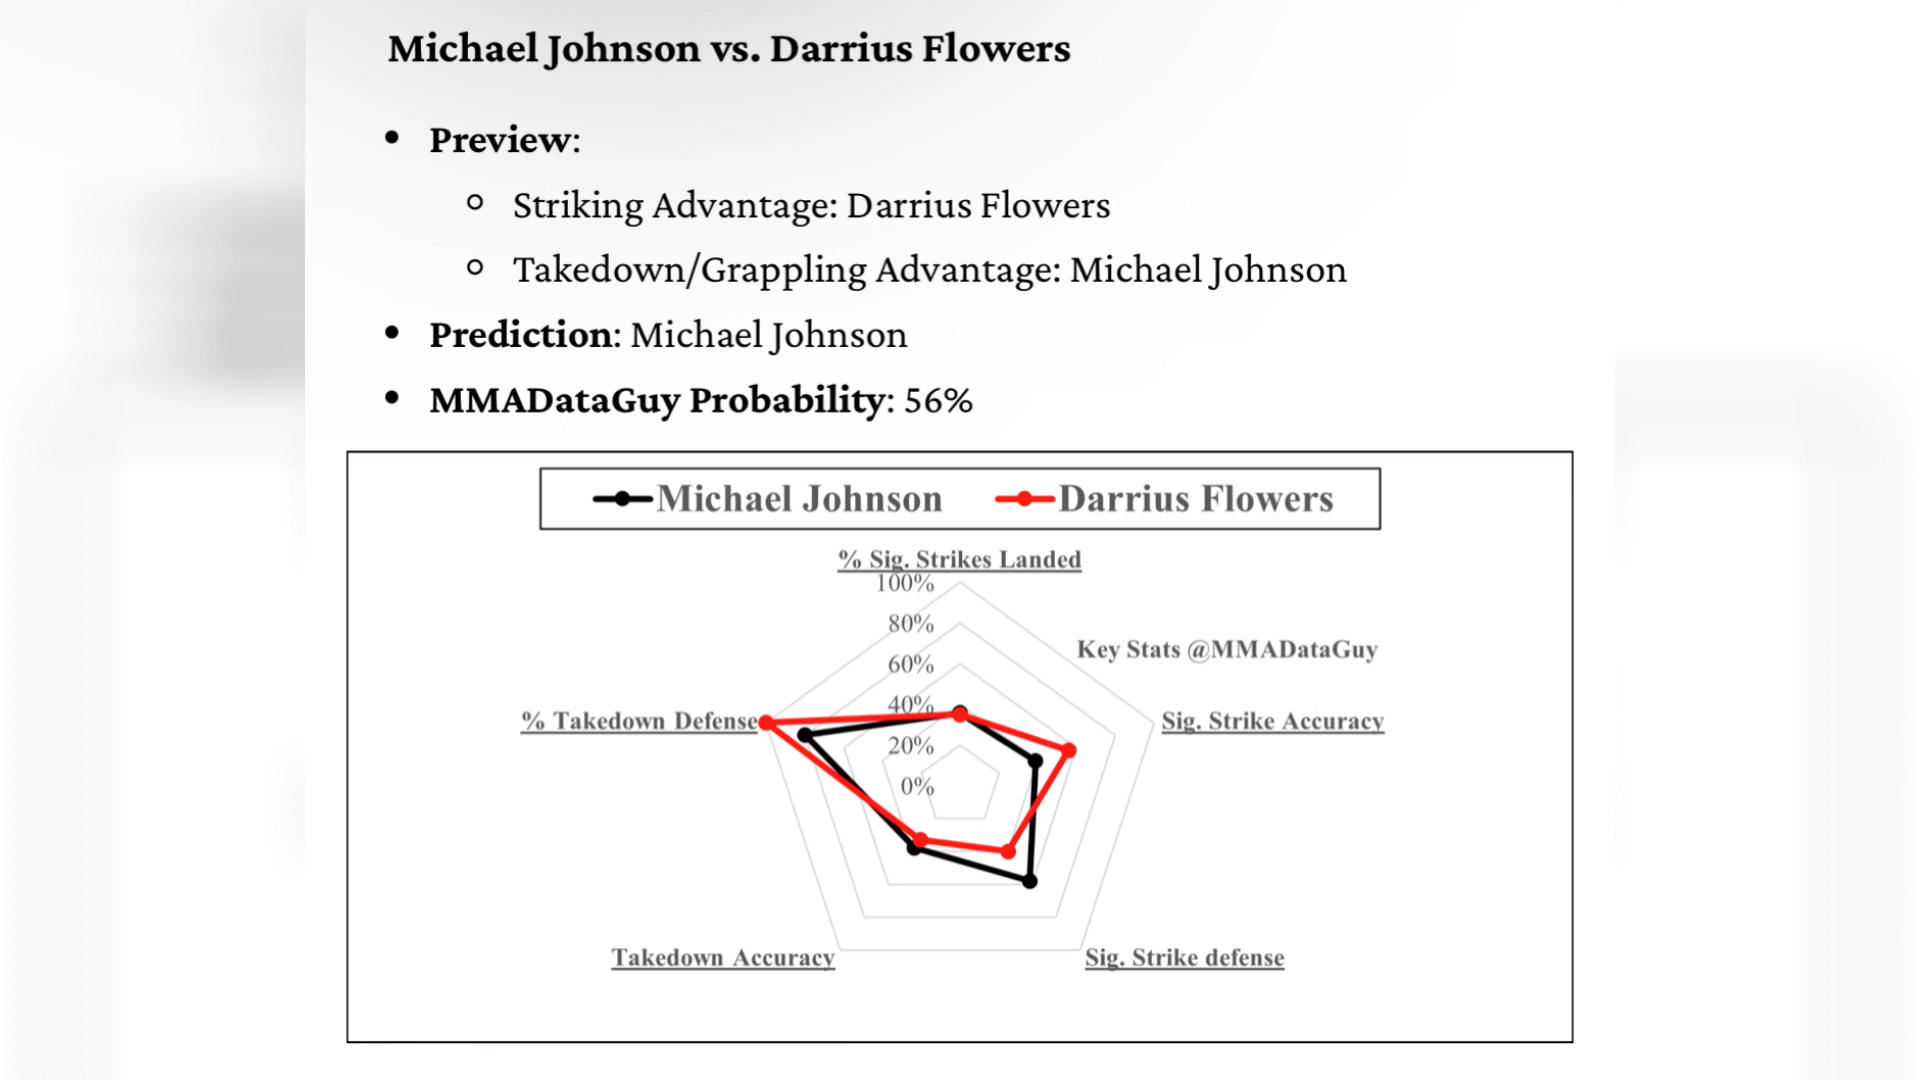 Michael Johnson vs. Darrius Flowers
• Preview:
○ Striking Advantage: Darrius Flowers
○ Takedown/Grappling Advantage: Michael Johnson
• Prediction: Michael Johnson
• MMADataGuy Probability: 56%
Michael Johnson Darrius Flowers
% Sig. Strikes Landed
100%
80%
Key Stats @MMADataGuy
60%
40%
% Takedown Defense
Sig. Strike Accuracy
20%
0%
Takedown Accuracy
Sig. Strike defense